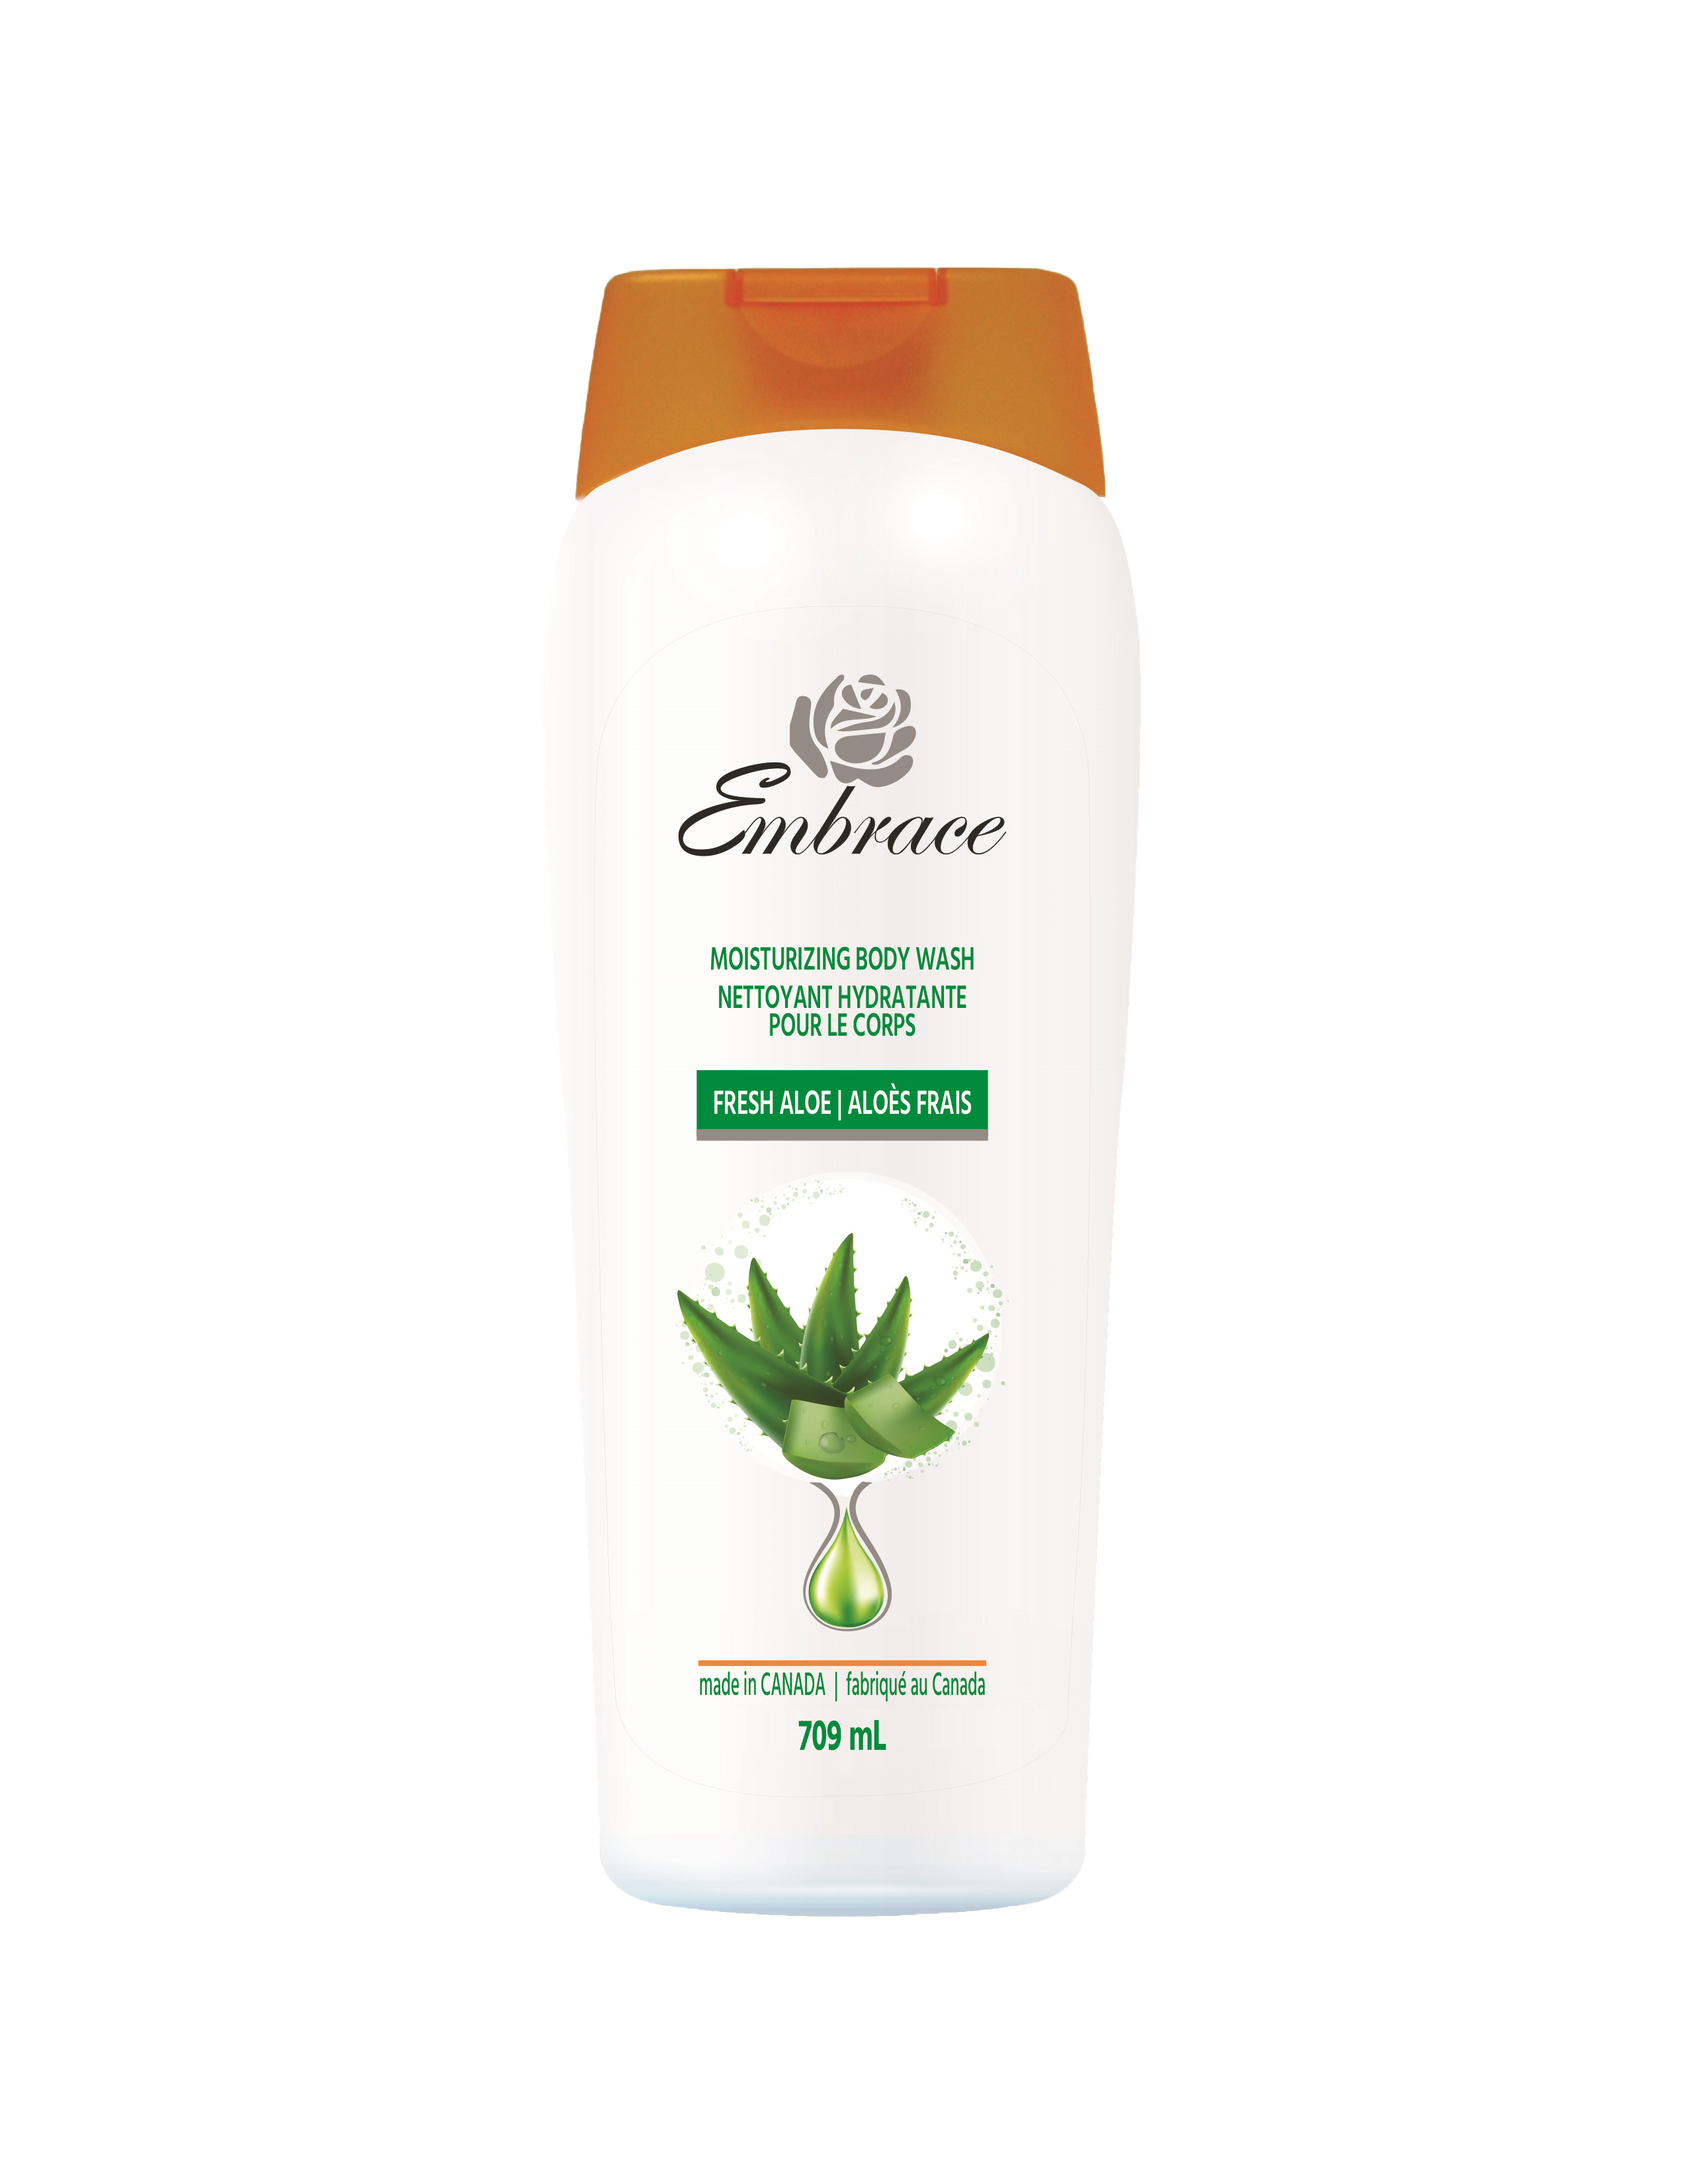 Embrace
MOISTURIZING BODY WASH
NETTOYANT HYDRATANTE
POUR LE CORPS
FRESH ALOE | ALOÈS FRAIS
made in CANADA | fabriqué au Canada
709 mL